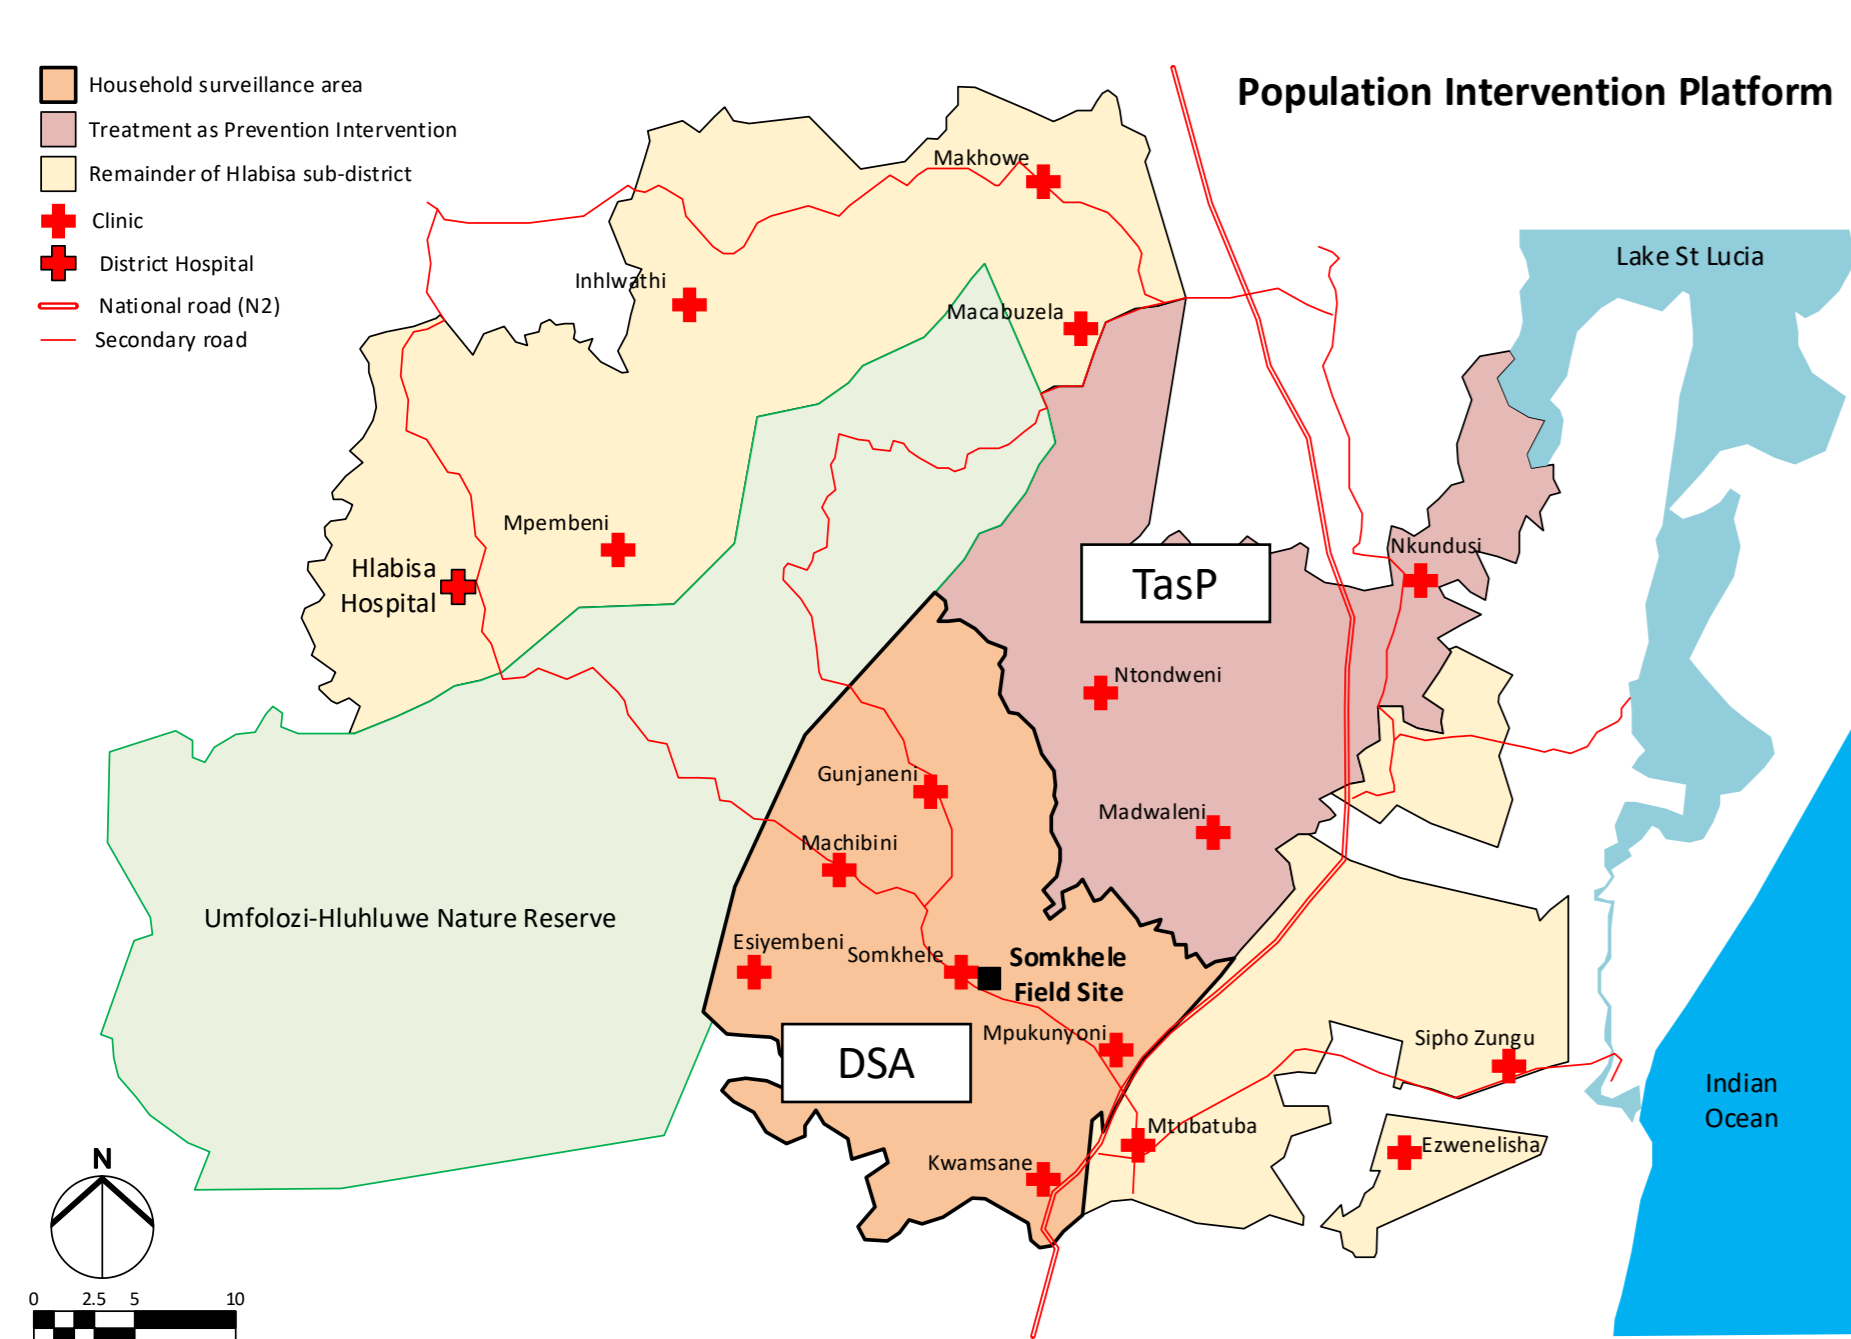 Population Intervention Platform
Household surveillance area
Treatment as Prevention Intervention
Remainder of Hlabisa sub-district
Clinic
District Hospital
National road (N2)
Secondary road
Makhowe
Inhlwathi
Macabuzela
Lake St Lucia
Mpembeni
Hlabisa
Hospital
Nkundusi
TasP
Ntondweni
Gunjaneni
Madwaleni
Machibini
Umfolozi-Hluhluwe Nature Reserve
Esiyembeni
Somkhele
Somkhele
Field Site
Mpukunyoni
Sipho Zungu
DSA
Indian
Ocean
Mtubatuba
Ezwenelisha
Kwamsane
N
0 2.5 5 10